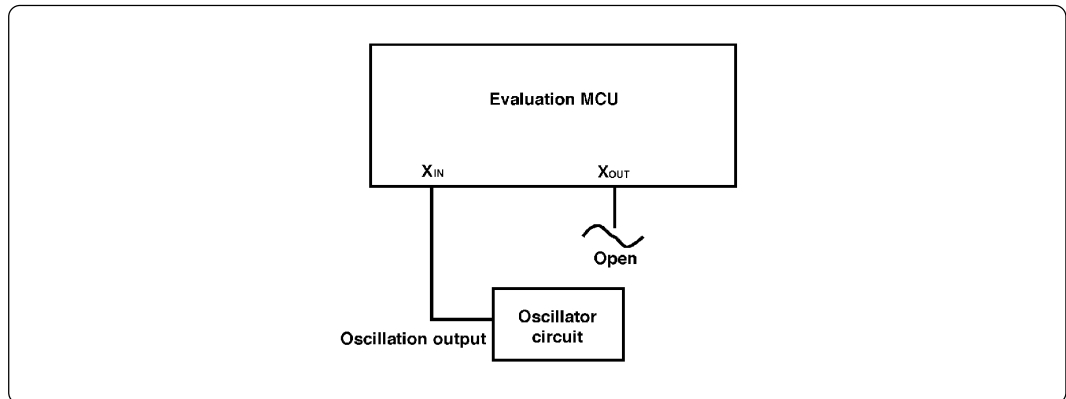 Evaluation MCU
XIN
XOUT
Open
Oscillation output
Oscillator
circuit